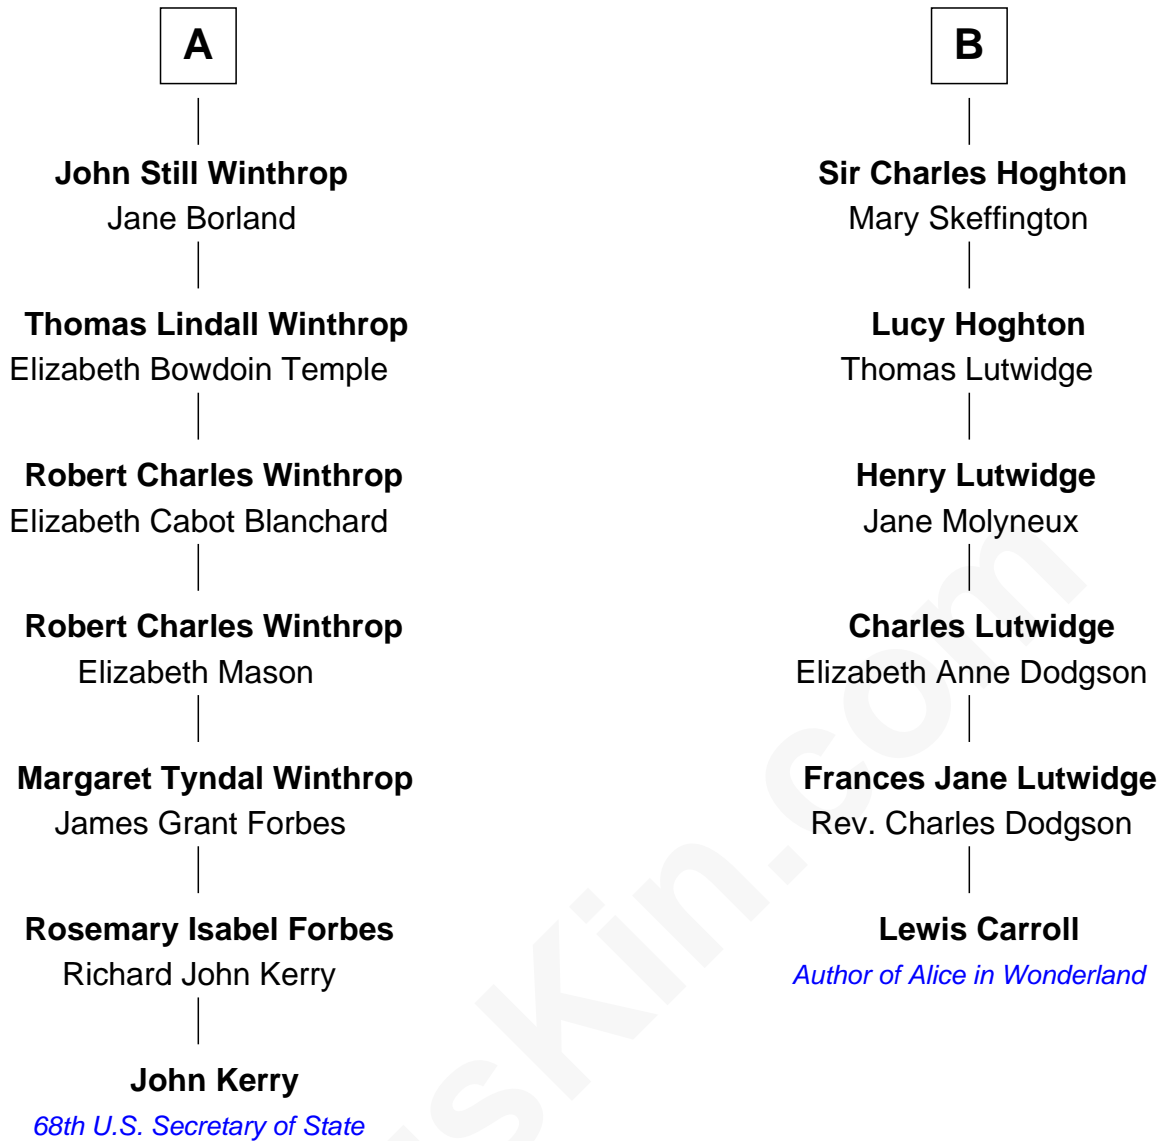 A
John Still Winthrop
Jane Borland
Thomas Lindall Winthrop
Elizabeth Bowdoin Temple
Robert Charles Winthrop
Elizabeth Cabot Blanchard
Robert Charles Winthrop
Elizabeth Mason
Margaret Tyndal Winthrop
James Grant Forbes
Rosemary Isabel Forbes
Richard John Kerry
John Kerry
68th U.S. Secretary of State
B
Sir Charles Hoghton
Mary Skeffington
Lucy Hoghton
Thomas Lutwidge
Henry Lutwidge
Jane Molyneux
Charles Lutwidge
Elizabeth Anne Dodgson
Frances Jane Lutwidge
Rev. Charles Dodgson
Lewis Carroll
Author of Alice in Wonderland
usKin.com